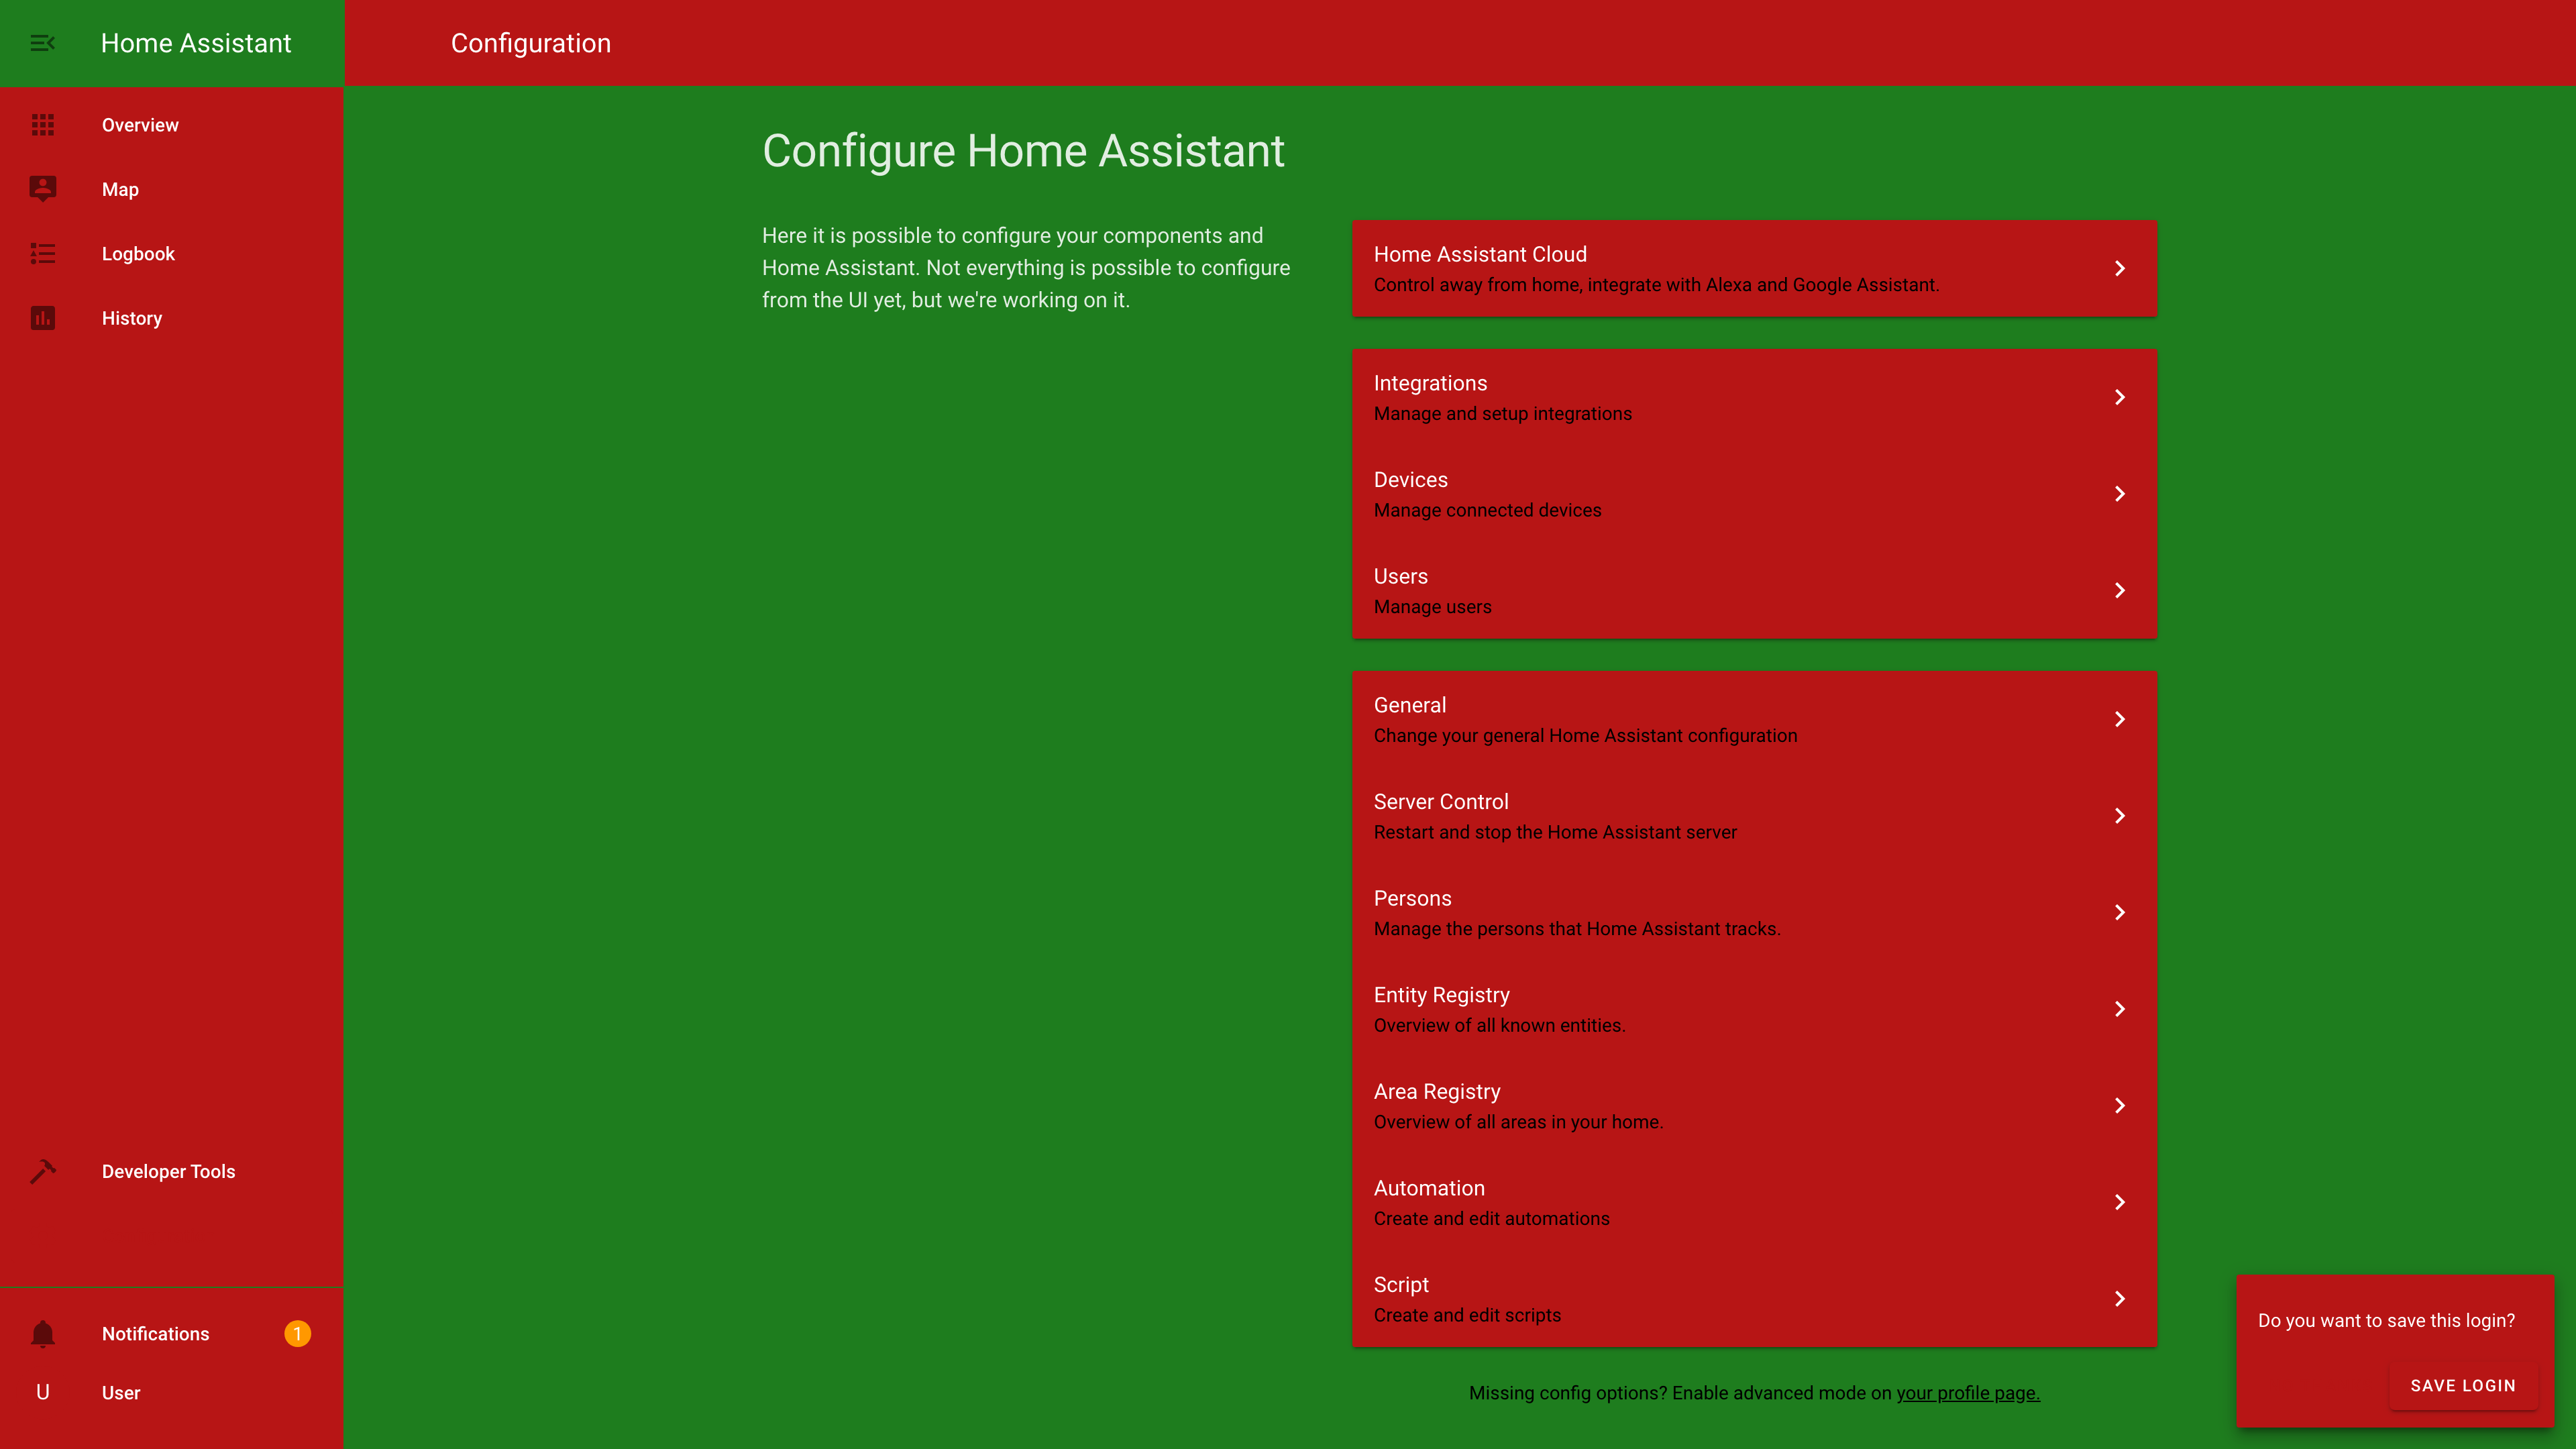 Home Assistant
Configuration
Overview
Map
Logbook
History
Developer Tools
Notifications
1
U
User
Configure Home Assistant
Here it is possible to configure your components and
Home Assistant. Not everything is possible to configure
from the UI yet, but we're working on it.
Home Assistant Cloud
Control away from home, integrate with Alexa and Google Assistant.
Integrations
Manage and setup integrations
Devices
Manage connected devices
Users
Manage users
General
Change your general Home Assistant configuration
Server Control
Restart and stop the Home Assistant server
Persons
Manage the persons that Home Assistant tracks.
Entity Registry
Overview of all known entities.
Area Registry
Overview of all areas in your home.
Automation
Create and edit automations
Script
Create and edit scripts
Missing config options? Enable advanced mode on your profile page.
Do you want to save this login?
SAVE LOGIN